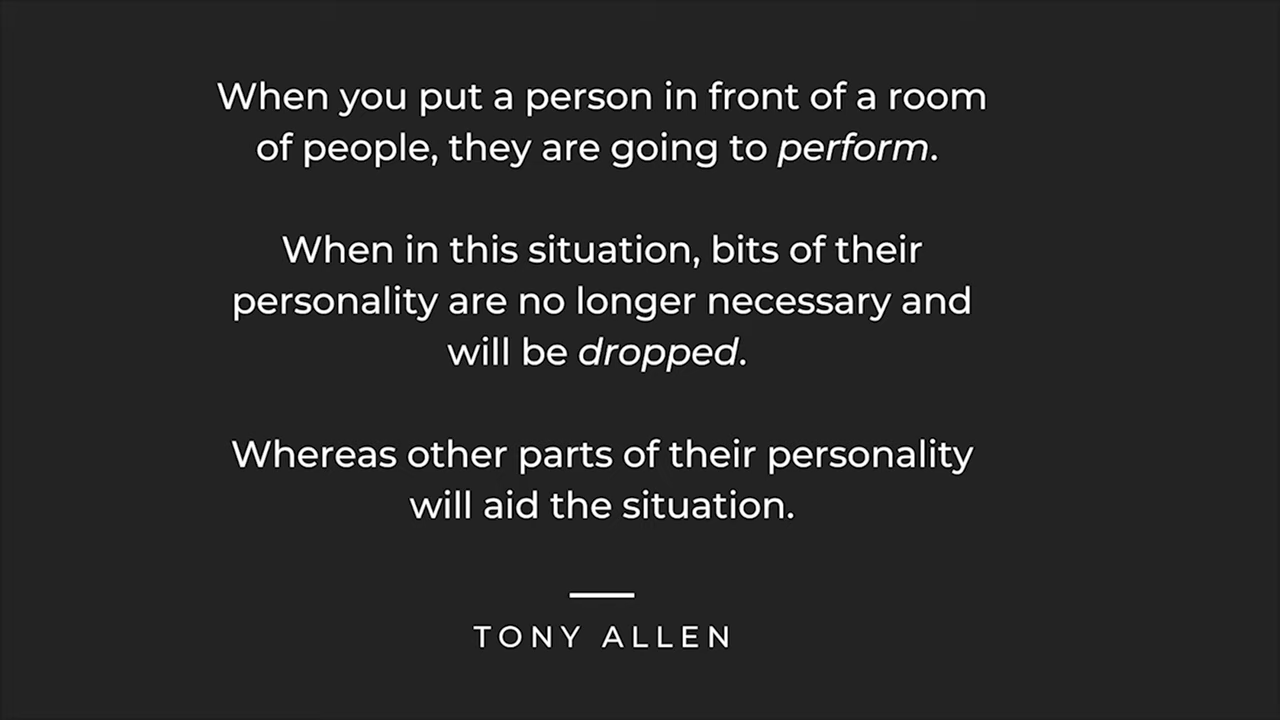 When you put a person in front of a room
of people, they are going to perform.
When in this situation, bits of their
personality are no longer necessary and
will be dropped.
Whereas other parts of their personality
will aid the situation.
TONY ALLEN